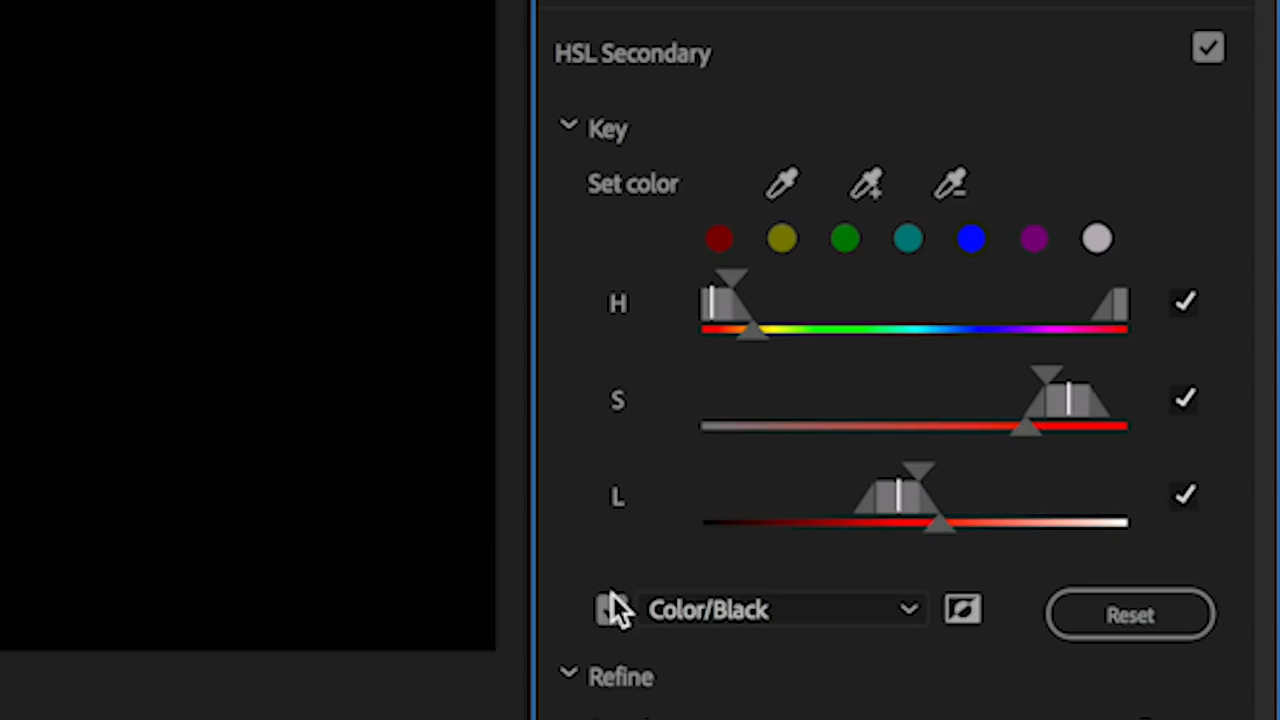 HSL Secondary
Key
Set color
H
S
L
Color/Black
Reset
Refine